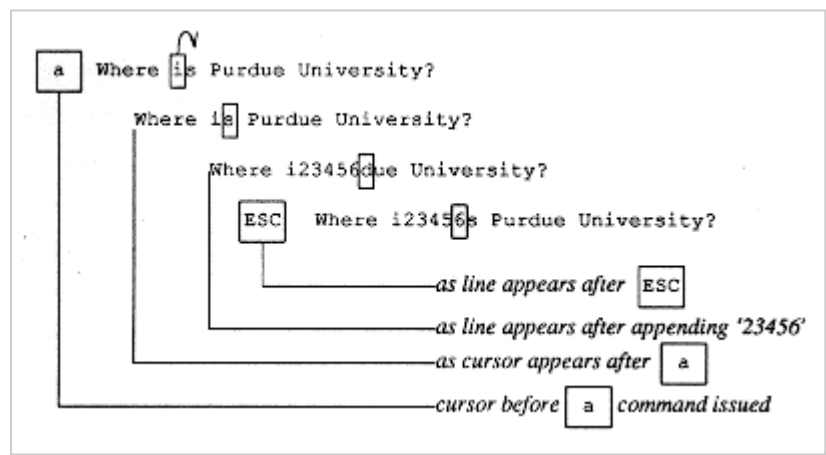 a Where is Purdue University?
Where is Purdue University?
Where i23456due University?
ESC Where i23456s Purdue University?
as line appears after ESC
as line appears after appending '23456'
as cursor appears after a
cursor before a command issued